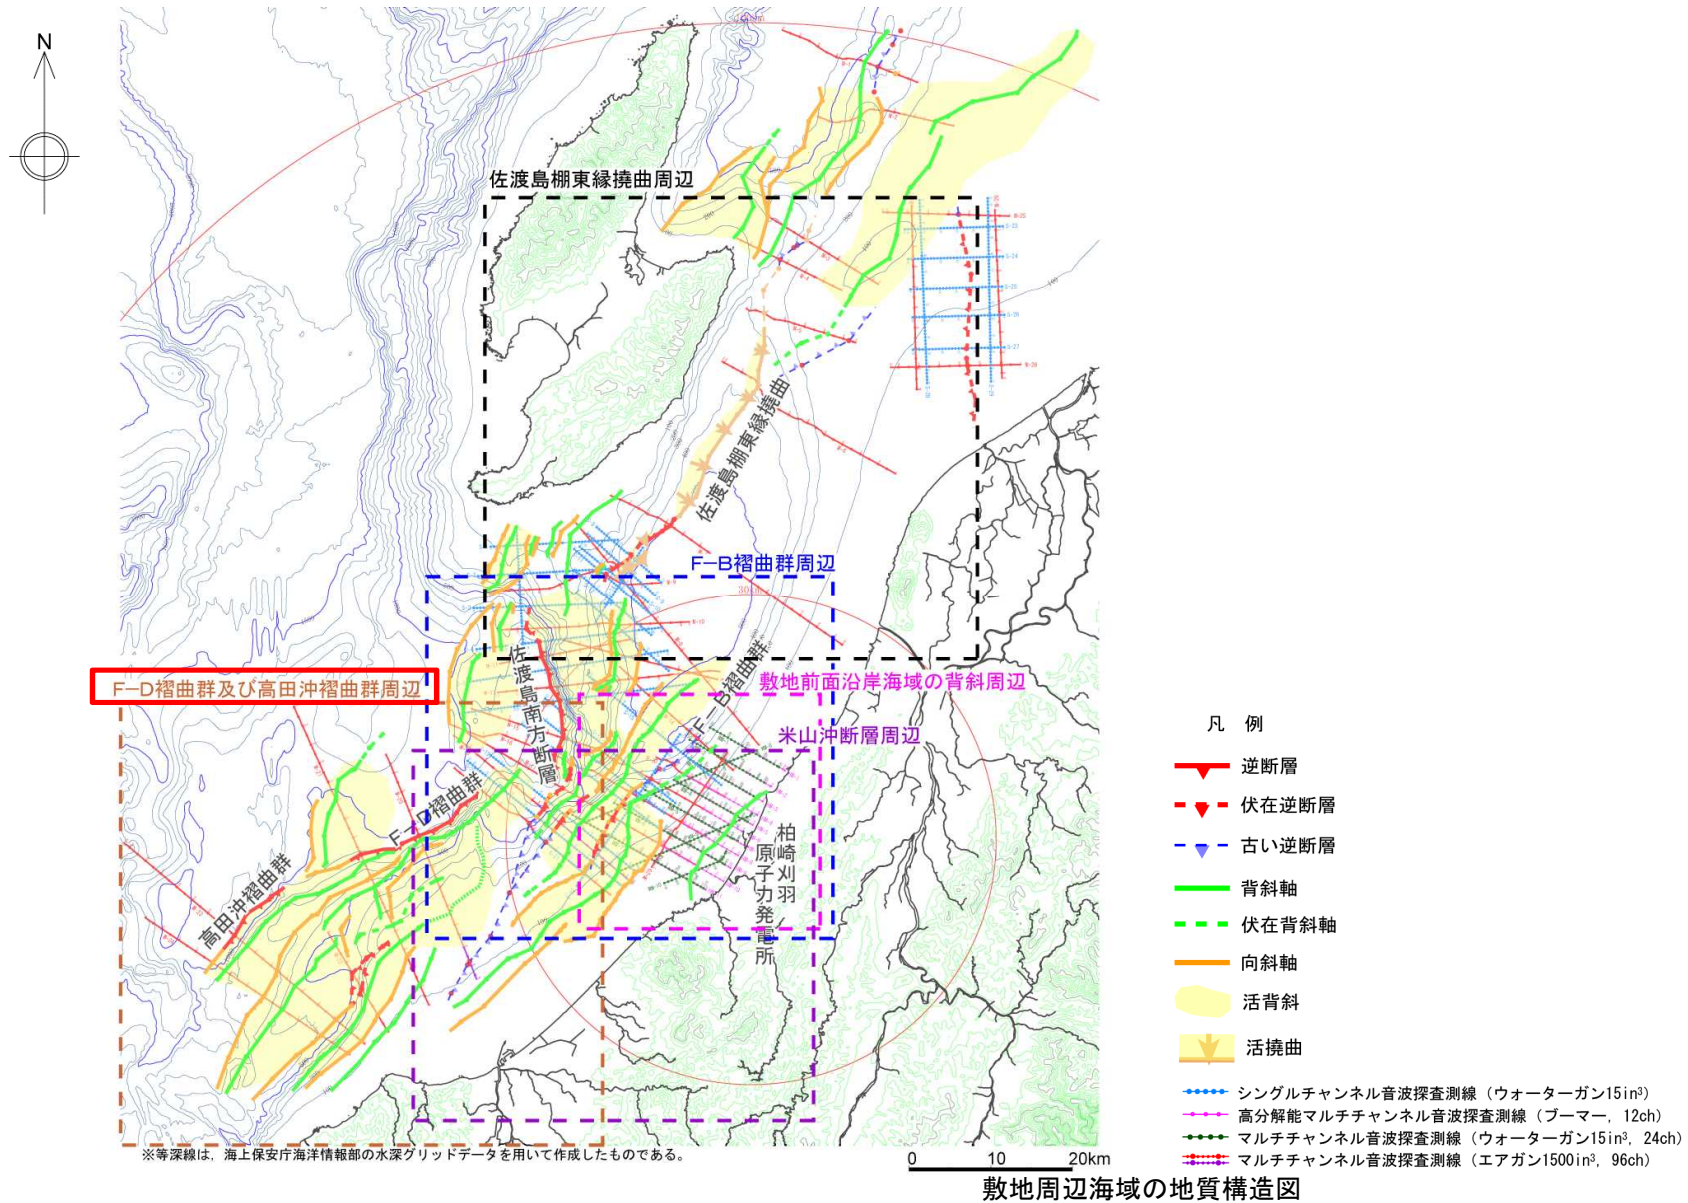 N
佐渡島棚東縁撓曲周辺
佐渡島棚東縁撓曲
F−B褶曲群周辺
30km
佐渡島南方断層
F−B褶曲群
敷地前面沿岸海域の背斜周辺
F−D褶曲群及び高田沖褶曲群周辺
米山沖断層周辺
F−D褶曲群
高田沖褶曲群
柏崎刈羽
原子力発電所
凡 例
逆断層
伏在逆断層
古い逆断層
背斜軸
伏在背斜軸
向斜軸
活背斜
活撓曲
シングルチャンネル音波探査測線（ウォーターガン15in³）
高分解能マルチチャンネル音波探査測線（ブーマー，12ch）
マルチチャンネル音波探査測線（ウォーターガン15in³，24ch）
マルチチャンネル音波探査測線（エアガン1500in³，96ch）
※等深線は，海上保安庁海洋情報部の水深グリッドデータを用いて作成したものである。
0 10 20km
敷地周辺海域の地質構造図